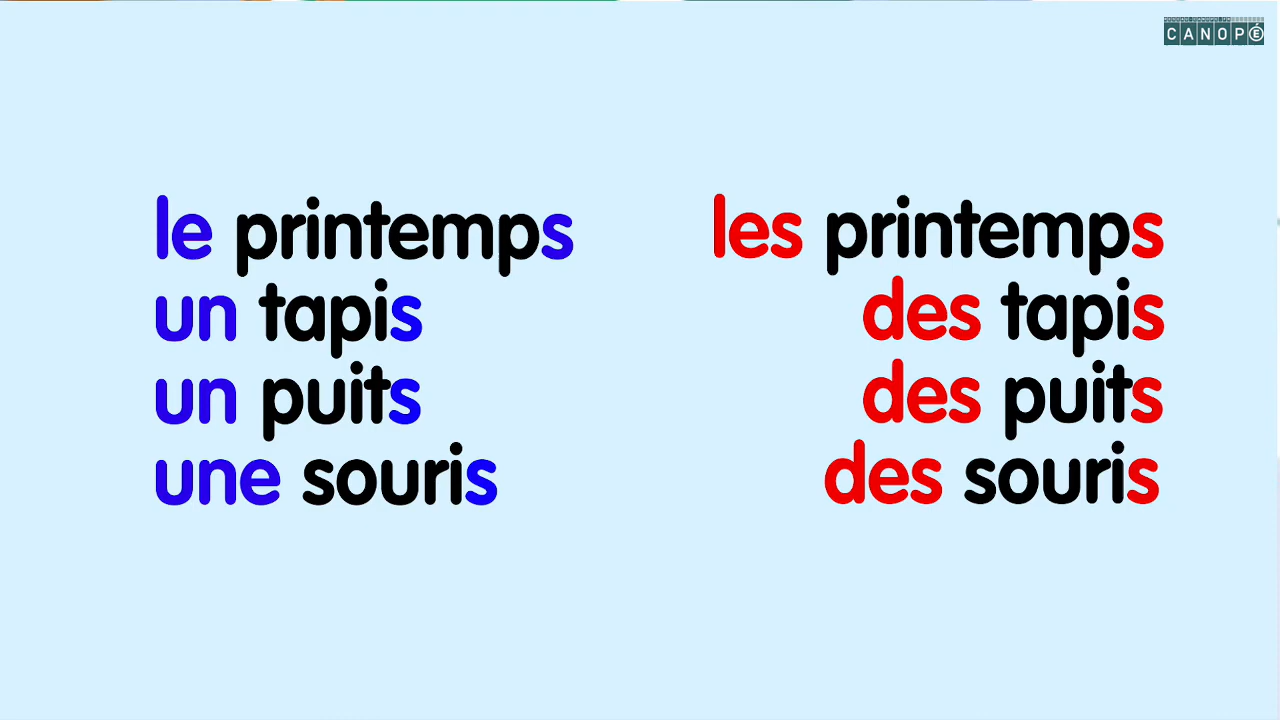 CANOPÉ
le printemps les printemps
un tapis des tapis
un puits des puits
une souris des souris